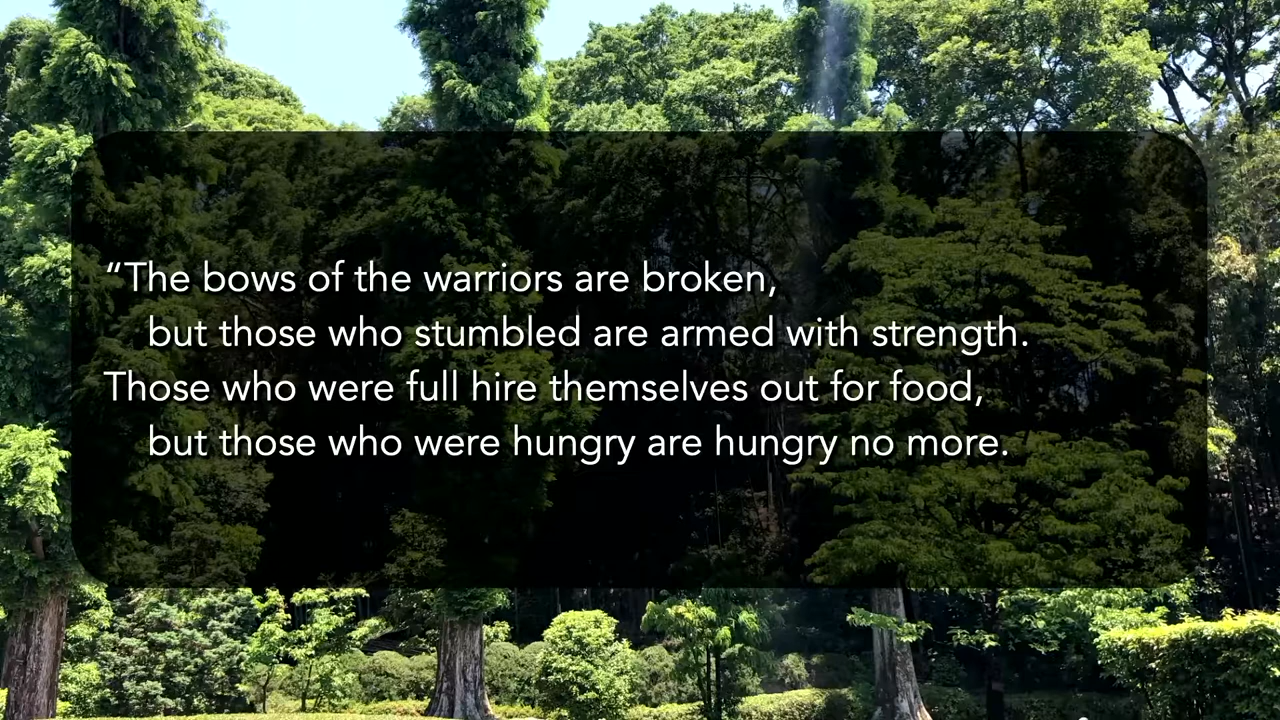 “The bows of the warriors are broken,
but those who stumbled are armed with strength.
Those who were full hire themselves out for food,
but those who were hungry are hungry no more.